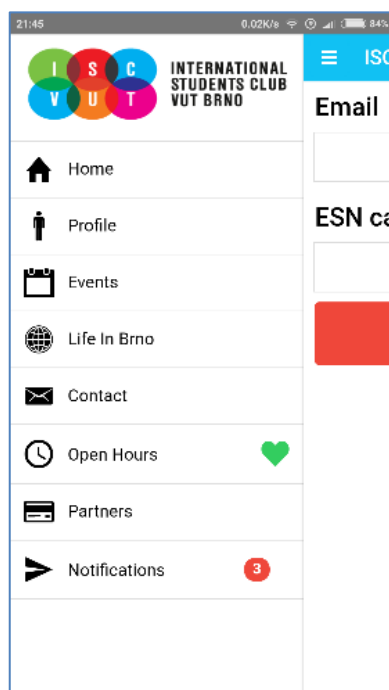 21:45 0.02K/s 84%
I S C
V U T
INTERNATIONAL
STUDENTS CLUB
VUT BRNO
Home
Profile
Events
Life In Brno
Contact
Open Hours
Partners
Notifications 3
ISC
Email
ESN ca